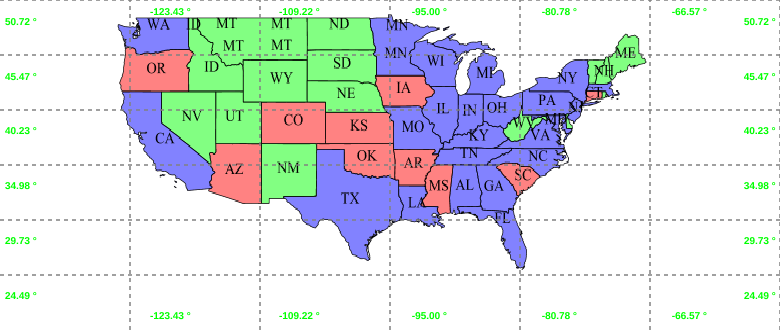 -123.43 ° -109.22 ° -95.00 ° -80.78 ° -66.57 °
50.72 ° 50.72 °
WA ID MT MT ND MN
MT MT MN ME
45.47 ° OR ID SD WI MI NY NH 45.47 °
WY IA
NV UT NE IL IN OH PA
40.23 ° CA CO KS MO KY WV VA MD 40.23 °
AZ NM OK AR TN NC
34.98 ° TX MS AL GA SC 34.98 °
LA FL
29.73 ° 29.73 °
24.49 ° 24.49 °
-123.43 ° -109.22 ° -95.00 ° -80.78 ° -66.57 °